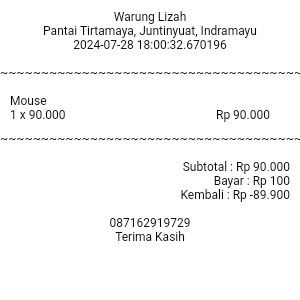 Warung Lizah
Pantai Tirtamaya, Juntinyuat, Indramayu
2024-07-28 18:00:32.670196
~~~~~~~~~~~~~~~~~~~~~~~~~~~~~~~~~~~~~
Mouse
1 x 90.000 Rp 90.000
~~~~~~~~~~~~~~~~~~~~~~~~~~~~~~~~~~~~~
Subtotal : Rp 90.000
Bayar : Rp 100
Kembali : Rp -89.900
087162919729
Terima Kasih